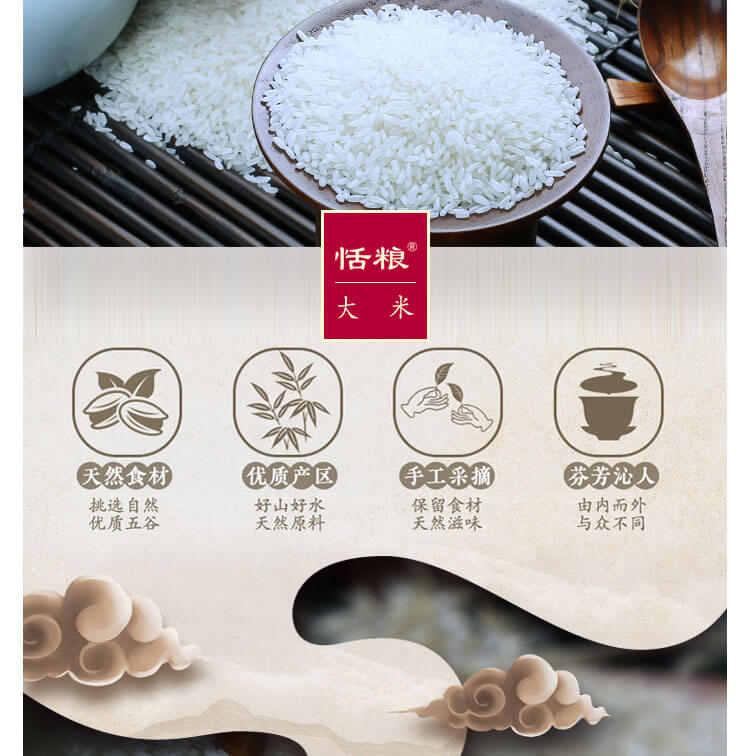 恬粮®
大米
天然食材
优质产区
手工采摘
芬芳沁人
挑选自然
优质五谷
好山好水
天然原料
保留食材
天然滋味
由内而外
与众不同